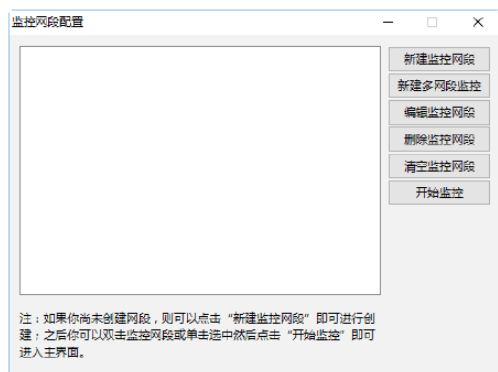 监控网段配置
新建监控网段
新建多网段监控
编辑监控网段
删除监控网段
清空监控网段
开始监控
注：如果你尚未创建网段，则可以点击“新建监控网段”即可进行创
建；之后你可以双击监控网段或单击选中然后点击“开始监控”即可
进入主界面。